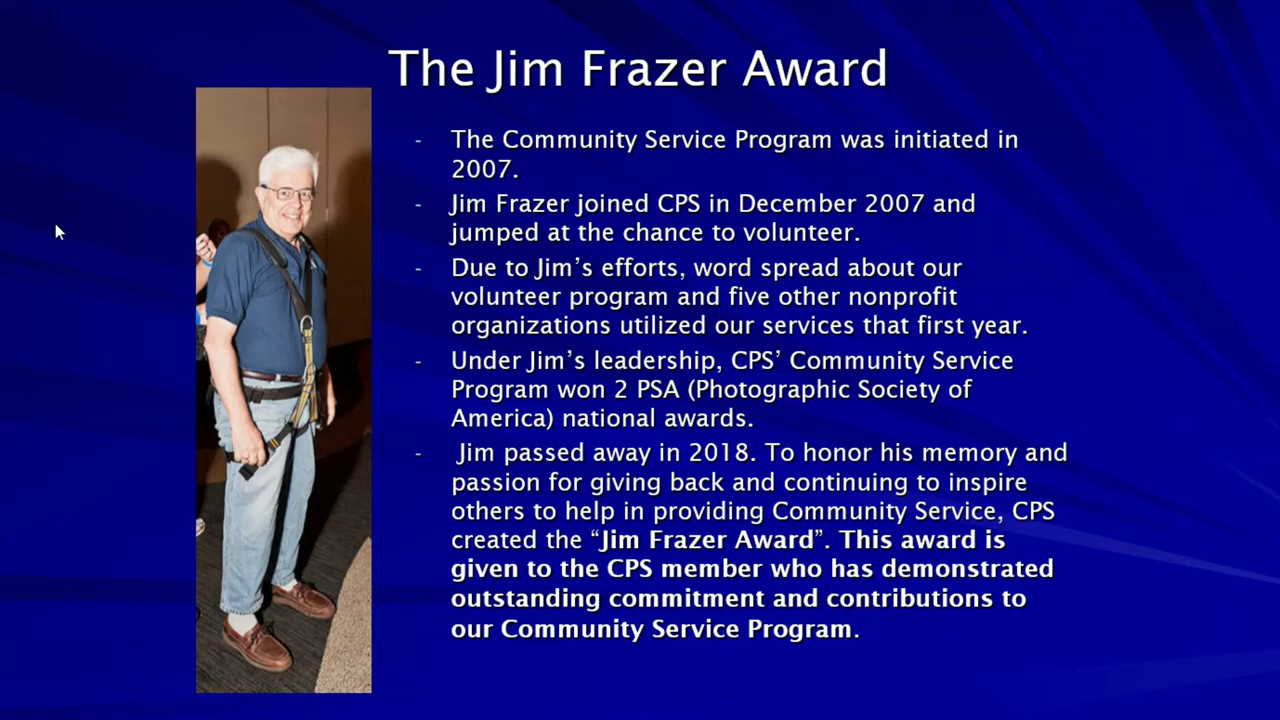 The Jim Frazer Award
- The Community Service Program was initiated in
2007.
- Jim Frazer joined CPS in December 2007 and
jumped at the chance to volunteer.
- Due to Jim’s efforts, word spread about our
volunteer program and five other nonprofit
organizations utilized our services that first year.
- Under Jim’s leadership, CPS’ Community Service
Program won 2 PSA (Photographic Society of
America) national awards.
- Jim passed away in 2018. To honor his memory and
passion for giving back and continuing to inspire
others to help in providing Community Service, CPS
created the “Jim Frazer Award”. This award is
given to the CPS member who has demonstrated
outstanding commitment and contributions to
our Community Service Program.